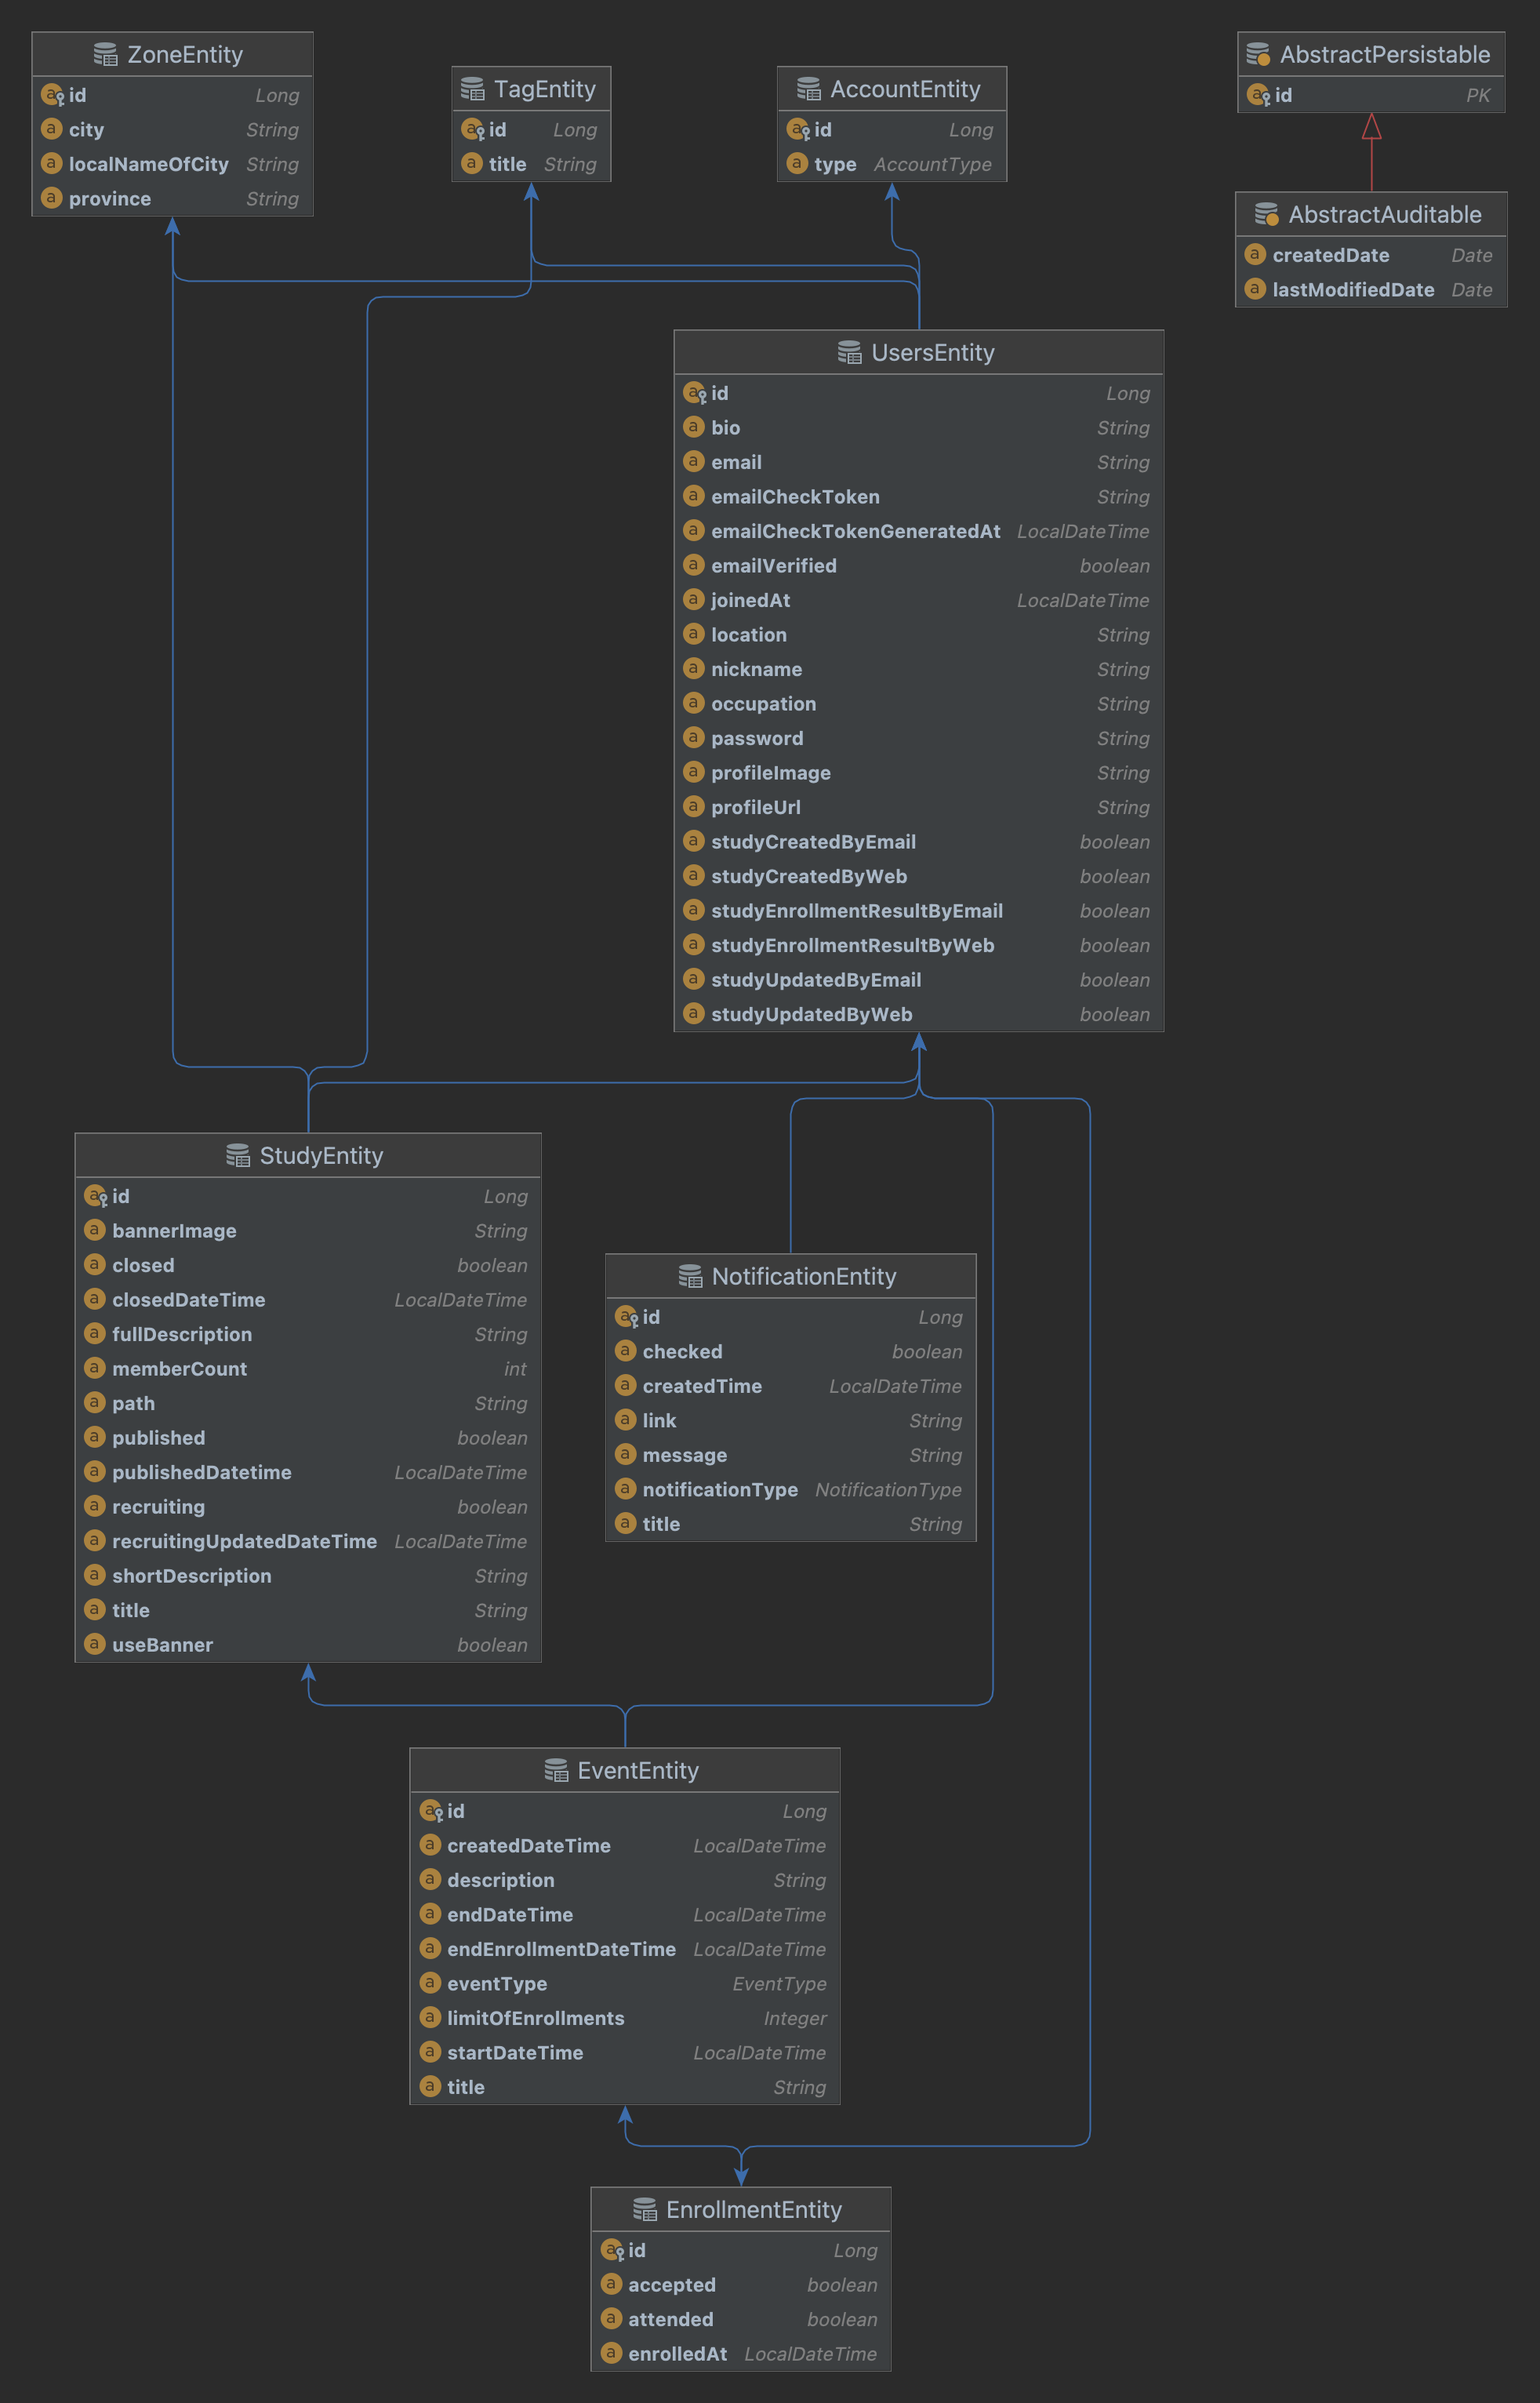 ZoneEntity
id Long
city String
localNameOfCity String
province String
TagEntity
id Long
title String
AccountEntity
id Long
type AccountType
AbstractPersistable
id PK
AbstractAuditable
createdDate Date
lastModifiedDate Date
UsersEntity
id Long
bio String
email String
emailCheckToken String
emailCheckTokenGeneratedAt LocalDateTime
emailVerified boolean
joinedAt LocalDateTime
location String
nickname String
occupation String
password String
profileImage String
profileUrl String
studyCreatedByEmail boolean
studyCreatedByWeb boolean
studyEnrollmentResultByEmail boolean
studyEnrollmentResultByWeb boolean
studyUpdatedByEmail boolean
studyUpdatedByWeb boolean
StudyEntity
id Long
bannerImage String
closed boolean
closedDateTime LocalDateTime
fullDescription String
memberCount int
path String
published boolean
publishedDatetime LocalDateTime
recruiting boolean
recruitingUpdatedDateTime LocalDateTime
shortDescription String
title String
useBanner boolean
NotificationEntity
id Long
checked boolean
createdTime LocalDateTime
link String
message String
notificationType NotificationType
title String
EventEntity
id Long
createdDateTime LocalDateTime
description String
endDateTime LocalDateTime
endEnrollmentDateTime LocalDateTime
eventType EventType
limitOfEnrollments Integer
startDateTime LocalDateTime
title String
EnrollmentEntity
id Long
accepted boolean
attended boolean
enrolledAt LocalDateTime